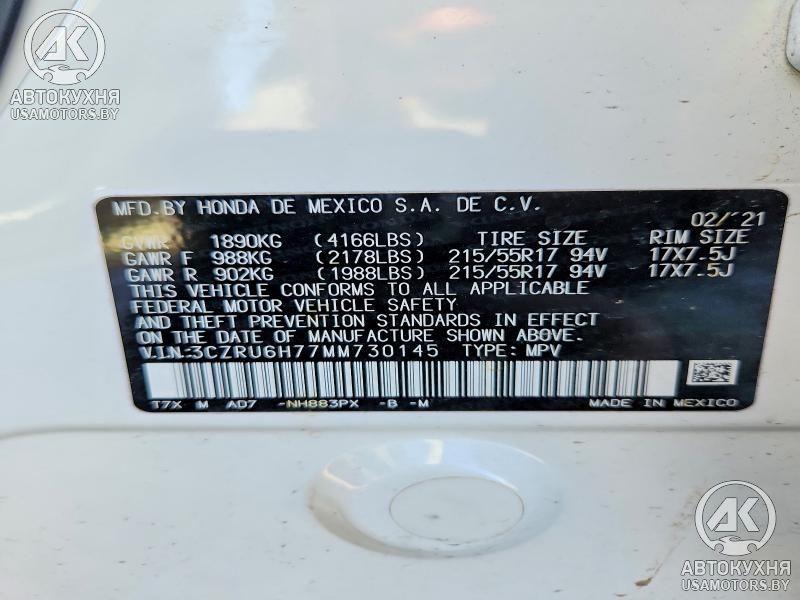 АК
АВТОКУХНЯ
USAMOTORS.BY
MFD.BY HONDA DE MEXICO S.A. DE C.V.
02/'21
GVWR 1890KG (4166LBS) TIRE SIZE RIM SIZE
GAWR F 988KG (2178LBS) 215/55R17 94V 17X7.5J
GAWR R 902KG (1988LBS) 215/55R17 94V 17X7.5J
THIS VEHICLE CONFORMS TO ALL APPLICABLE
FEDERAL MOTOR VEHICLE SAFETY
AND THEFT PREVENTION STANDARDS IN EFFECT
ON THE DATE OF MANUFACTURE SHOWN ABOVE.
V.I.N:3CZRU6H77MM730145 TYPE: MPV
T7X M AD7 -NH883PX -B -M MADE IN MEXICO
АК
АВТОКУХНЯ
USAMOTORS.BY